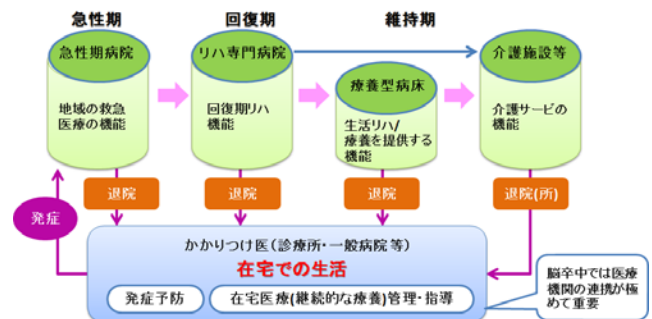 急性期
回復期
維持期
急性期病院
リハ専門病院
介護施設等
療養型病床
地域の救急
医療の機能
回復期リハ
機能
生活リハ/
療養を提供する
機能
介護サービスの
機能
退院
退院
退院
退院(所)
発症
かかりつけ医(診療所・一般病院等)
在宅での生活
発症予防
在宅医療(継続的な療養)管理・指導
脳卒中では医療
機関の連携が極
めて重要